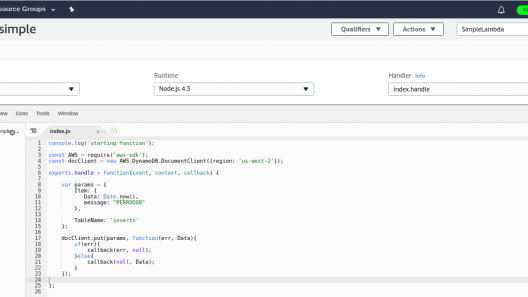 source Groups
simple
Qualifiers
Actions
SimpleLambda
Runtime
Handler Info
Node.js 4.3
index.handle
ew Goto Tools Window
index.js
1 console.log('starting function');
2
3 const AWS = require('aws-sdk');
4 const docClient = new AWS.DynamoDB.DocumentClient({region: 'us-west-2'});
5
6 exports.handle = function(event, context, callback) {
7
8 var params = {
9 Item: {
10 Data: Date.now(),
11 message: "PERROOOO"
12 },
13
14 TableName: 'inserts'
15 };
16
17 docClient.put(params, function(err, Data){
18 if(err){
19 callback(err, null);
20 }else{
21 callback(null, Data);
22 }
23 });
24
25 };
26